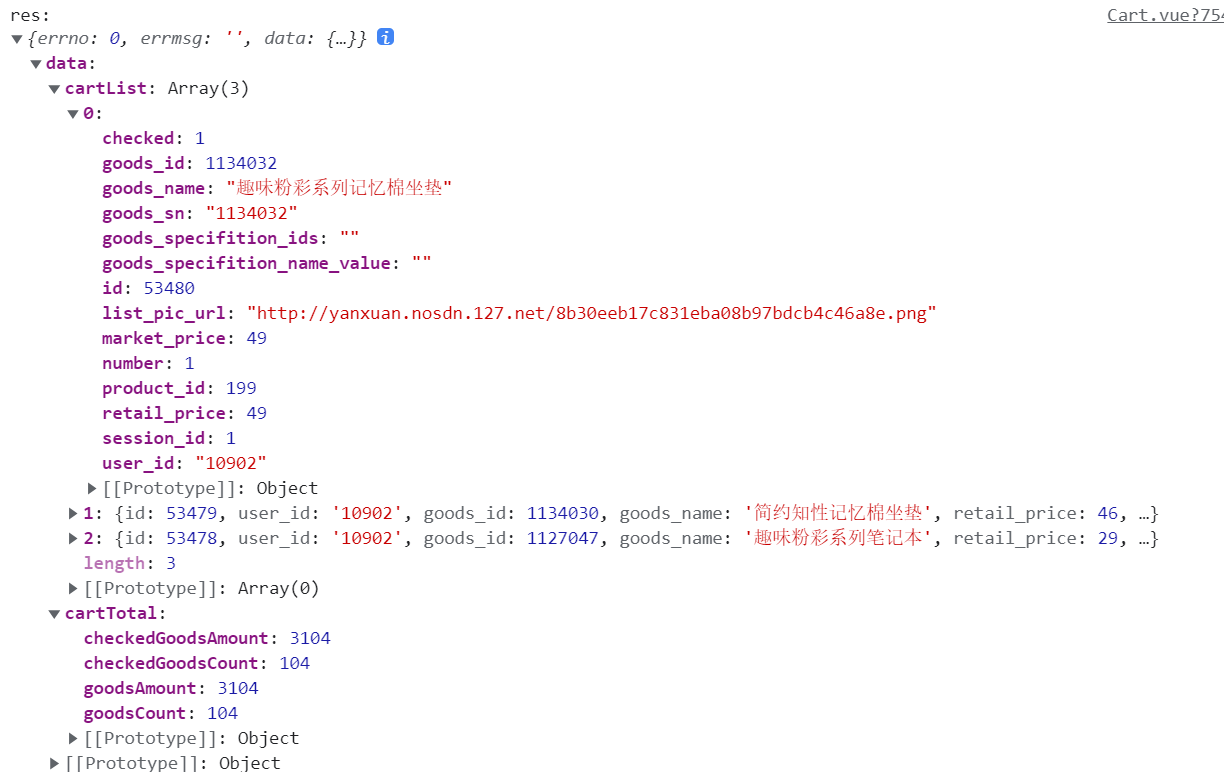 res: Cart.vue?754
{errno: 0, errmsg: '', data: {…}} i
data:
cartList: Array(3)
0:
checked: 1
goods_id: 1134032
goods_name: "趣味粉彩系列记忆棉坐垫"
goods_sn: "1134032"
goods_specifition_ids: ""
goods_specifition_name_value: ""
id: 53480
list_pic_url: "http://yanxuan.nosdn.127.net/8b30eeb17c831eba08b97bdcb4c46a8e.png"
market_price: 49
number: 1
product_id: 199
retail_price: 49
session_id: 1
user_id: "10902"
[[Prototype]]: Object
1: {id: 53479, user_id: '10902', goods_id: 1134030, goods_name: '简约知性记忆棉坐垫', retail_price: 46, …}
2: {id: 53478, user_id: '10902', goods_id: 1127047, goods_name: '趣味粉彩系列笔记本', retail_price: 29, …}
length: 3
[[Prototype]]: Array(0)
cartTotal:
checkedGoodsAmount: 3104
checkedGoodsCount: 104
goodsAmount: 3104
goodsCount: 104
[[Prototype]]: Object
[[Prototype]]: Object